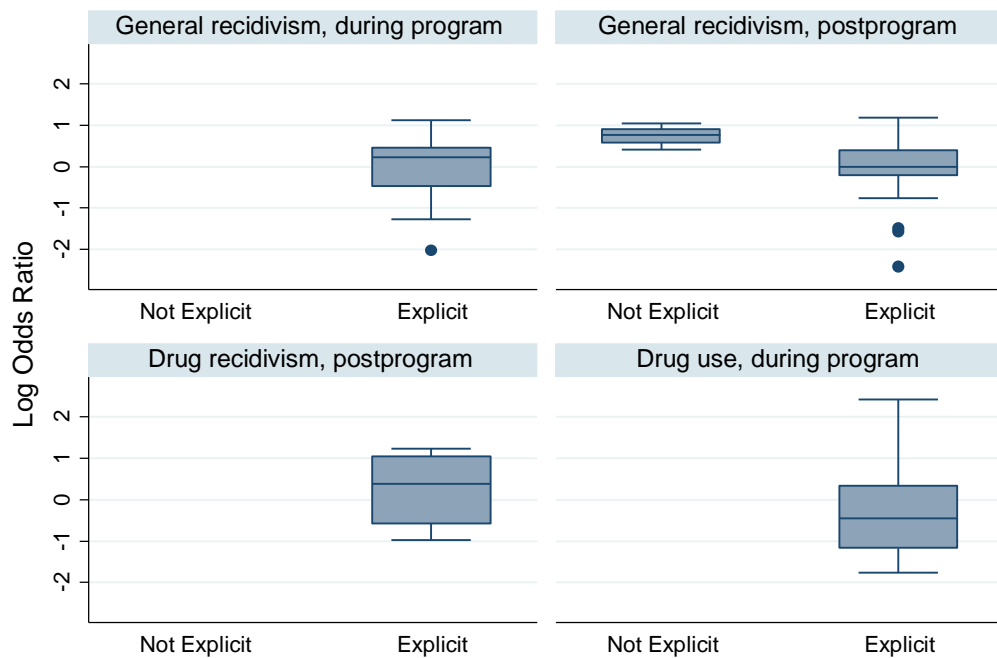 General recidivism, during program
General recidivism, postprogram
2
1
0
-1
-2
Not Explicit
Explicit
Not Explicit
Explicit
Log Odds Ratio
Drug recidivism, postprogram
Drug use, during program
2
1
0
-1
-2
Not Explicit
Explicit
Not Explicit
Explicit